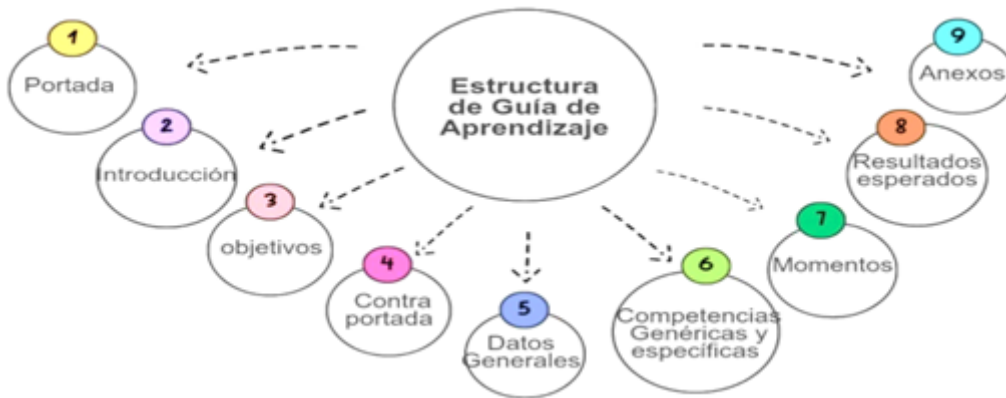 Estructura
de Guía de
Aprendizaje
1
Portada
2
Introducción
3
objetivos
4
Contra
portada
5
Datos
Generales
6
Competencias
Genéricas y
específicas
7
Momentos
8
Resultados
esperados
9
Anexos